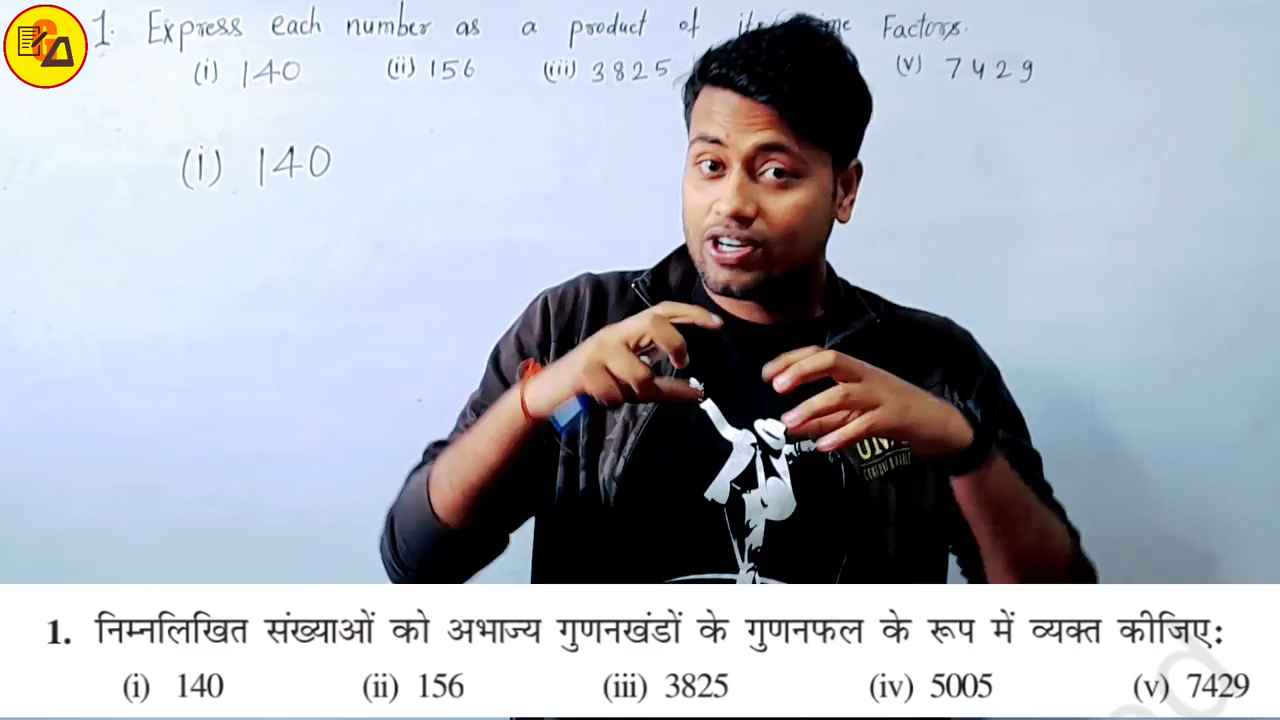 1. Express each number as a product of its Factors.
(i) 140 (ii) 156 (iii) 3825 (v) 7429
(i) 140
1. निम्नलिखित संख्याओं को अभाज्य गुणनखंडों के गुणनफल के रूप में व्यक्त कीजिए:
(i) 140 (ii) 156 (iii) 3825 (iv) 5005 (v) 7429